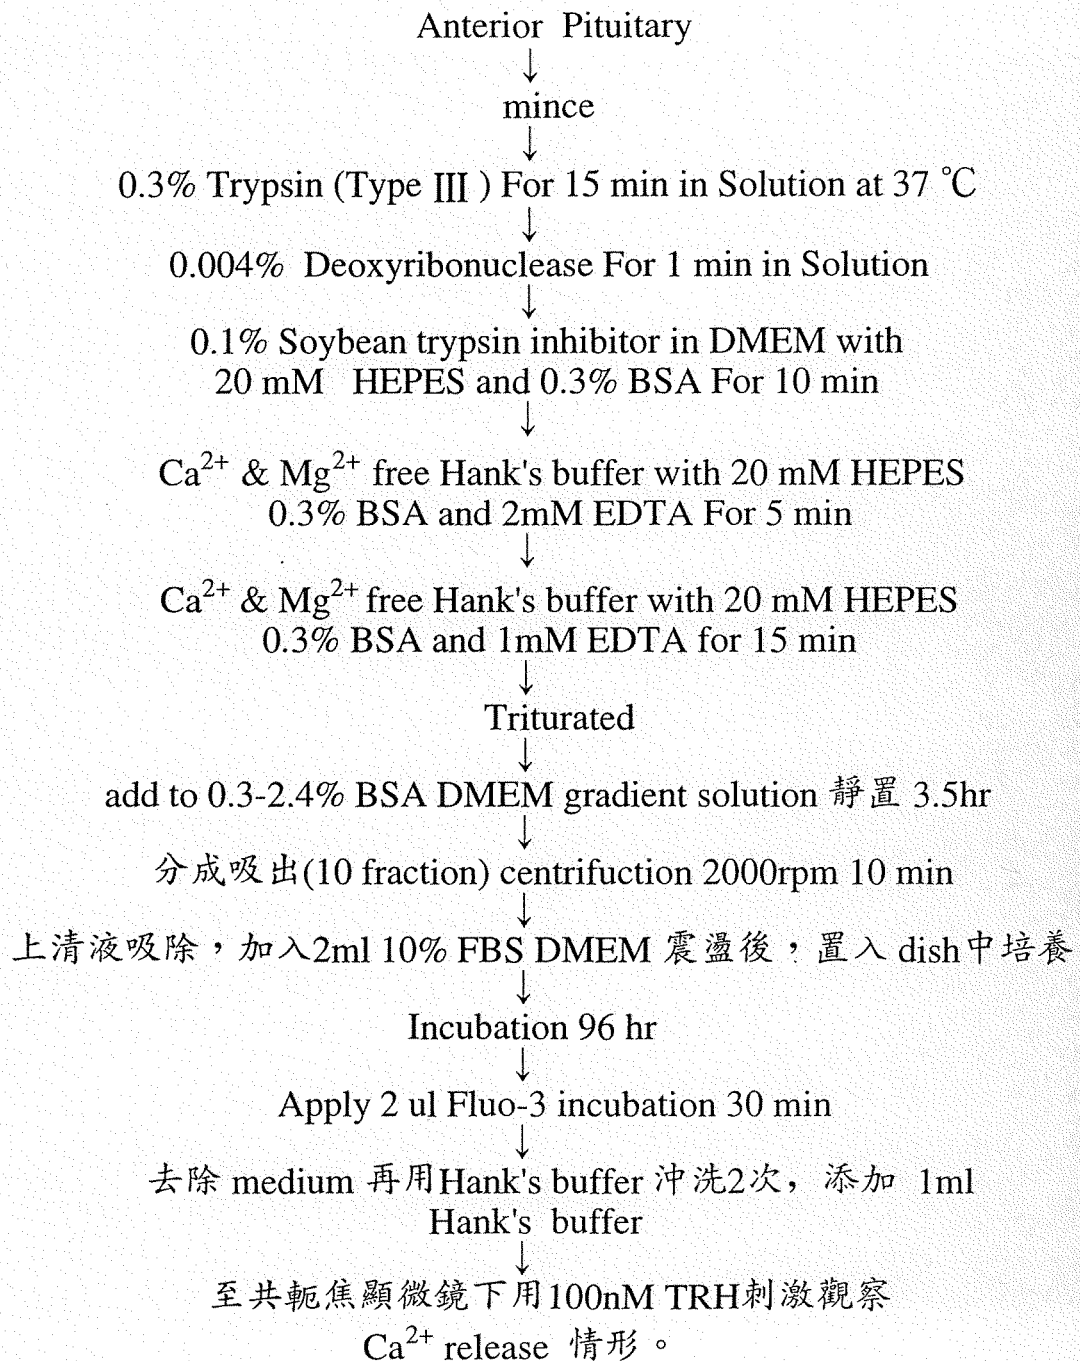 Anterior Pituitary
↓
mince
↓
0.3% Trypsin (Type III ) For 15 min in Solution at 37 ℃
↓
0.004% Deoxyribonuclease For 1 min in Solution
↓
0.1% Soybean trypsin inhibitor in DMEM with
20 mM HEPES and 0.3% BSA For 10 min
↓
Ca²⁺ & Mg²⁺ free Hank's buffer with 20 mM HEPES
0.3% BSA and 2mM EDTA For 5 min
↓
Ca²⁺ & Mg²⁺ free Hank's buffer with 20 mM HEPES
0.3% BSA and 1mM EDTA for 15 min
↓
Triturated
↓
add to 0.3-2.4% BSA DMEM gradient solution 靜置 3.5hr
↓
分成吸出(10 fraction) centrifuction 2000rpm 10 min
↓
上清液吸除，加入2ml 10% FBS DMEM 震盪後，置入 dish中培養
↓
Incubation 96 hr
↓
Apply 2 ul Fluo-3 incubation 30 min
↓
去除 medium 再用Hank's buffer 沖洗2次，添加 1ml
Hank's buffer
↓
至共軛焦顯微鏡下用100nM TRH刺激觀察
Ca²⁺ release 情形。